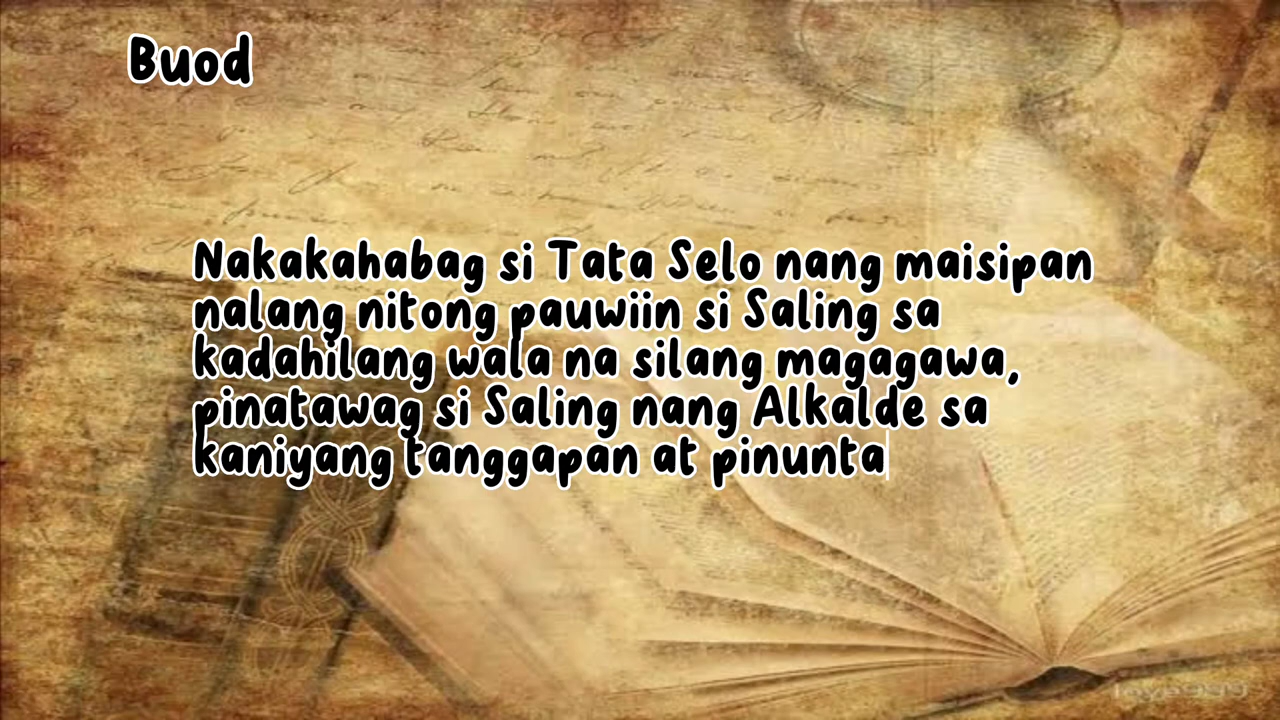 Buod
Nakakahabag si Tata Selo nang maisipan
nalang nitong pauwiin si Saling sa
kadahilang wala na silang magagawa,
pinatawag si Saling nang Alkalde sa
kaniyang tanggapan at pinunta